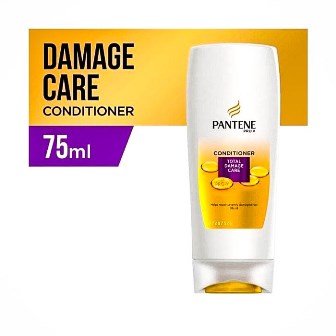 DAMAGE
CARE
CONDITIONER
75ml
PANTENE
PRO-V
CONDITIONER
TOTAL
DAMAGE
CARE